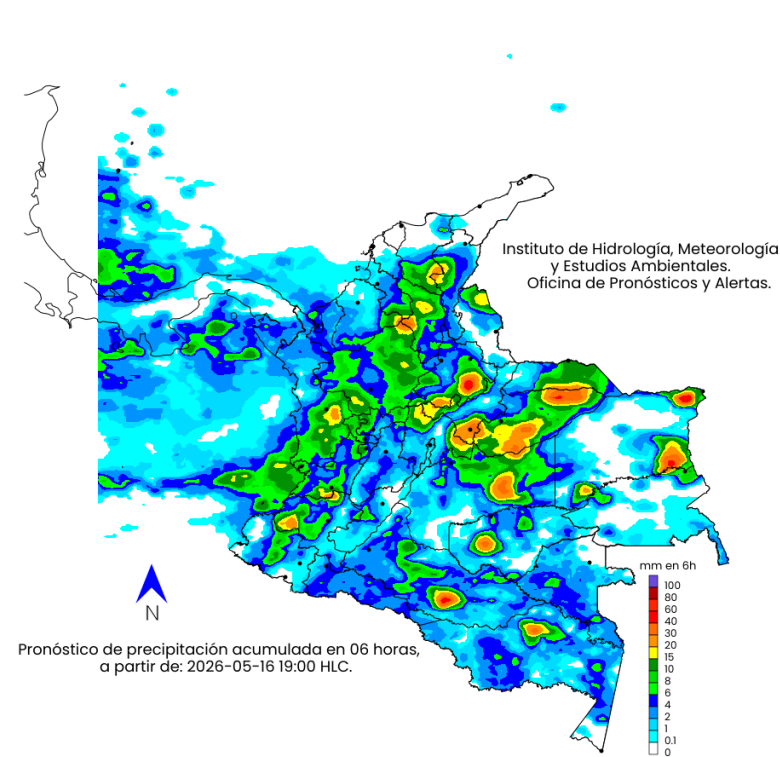 Instituto de Hidrología, Meteorología
y Estudios Ambientales.
Oficina de Pronósticos y Alertas.
mm en 6h
100
80
60
40
30
20
15
10
8
6
4
2
1
0.1
0
N
Pronóstico de precipitación acumulada en 06 horas,
a partir de: 2026-05-16 19:00 HLC.